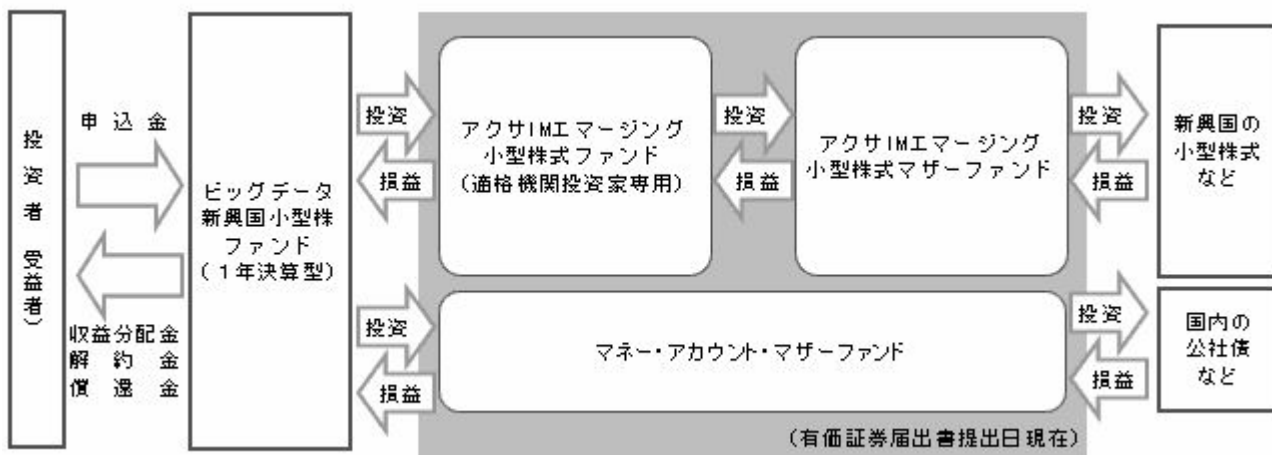 投資者 受益者）
申込金
収益分配金
解約金
償還金
ビッグデータ
新興国小型株
ファンド
（１年決算型）
投資
損益
投資
損益
アクサIMエマージング
小型株式ファンド
（適格機関投資家専用）
投資
損益
アクサIMエマージング
小型株式マザーファンド
マネー・アカウント・マザーファンド
投資
損益
投資
損益
新興国の
小型株式
など
国内の
公社債
など
（有価証券届出書提出日現在）